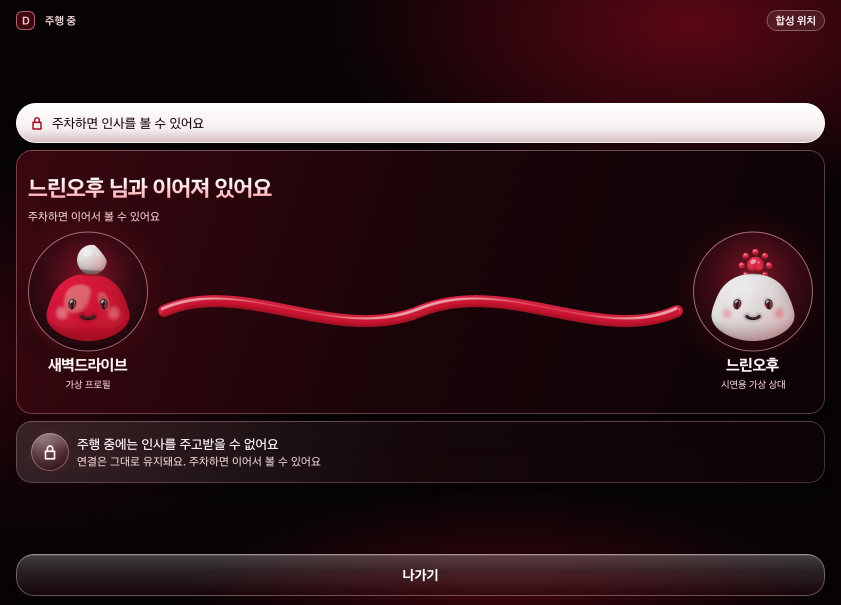 D 주행 중
합성 위치
주차하면 인사를 볼 수 있어요
느린오후 님과 이어져 있어요
주차하면 이어서 볼 수 있어요
새벽드라이브
가상 프로필
느린오후
시연용 가상 상대
주행 중에는 인사를 주고받을 수 없어요
연결은 그대로 유지돼요. 주차하면 이어서 볼 수 있어요
나가기